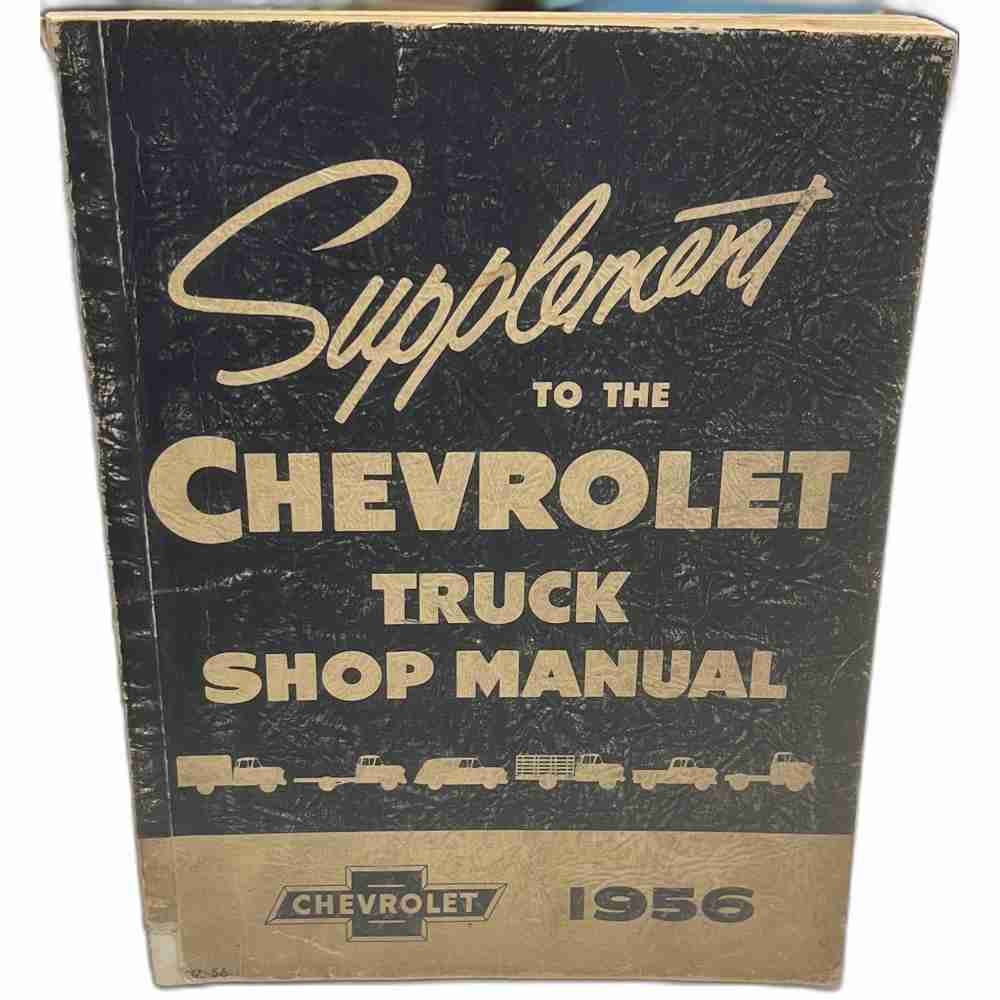 Supplement
TO THE
CHEVROLET
TRUCK
SHOP MANUAL
CHEVROLET
1956